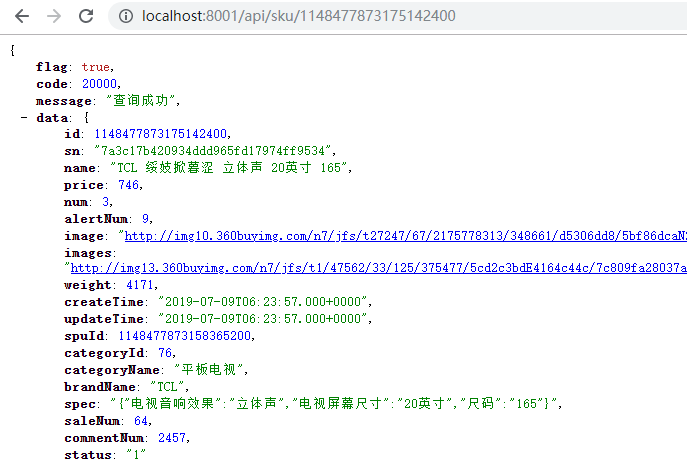 localhost:8001/api/sku/1148477873175142400
{
flag: true,
code: 20000,
message: "查询成功",
- data: {
id: 1148477873175142400,
sn: "7a3c17b420934ddd965fd17974ff9534",
name: "TCL 绥妓掀暮涩 立体声 20英寸 165",
price: 746,
num: 3,
alertNum: 9,
image: "http://img10.360buyimg.com/n7/jfs/t27247/67/2175778313/348661/d5306dd8/5bf86dcaN
images:
"http://img13.360buyimg.com/n7/jfs/t1/47562/33/125/375477/5cd2c3bdE4164c44c/7c809fa28037a
weight: 4171,
createTime: "2019-07-09T06:23:57.000+0000",
updateTime: "2019-07-09T06:23:57.000+0000",
spuId: 1148477873158365200,
categoryId: 76,
categoryName: "平板电视",
brandName: "TCL",
spec: "{"电视音响效果":"立体声","电视屏幕尺寸":"20英寸","尺码":"165"}",
saleNum: 64,
commentNum: 2457,
status: "1"